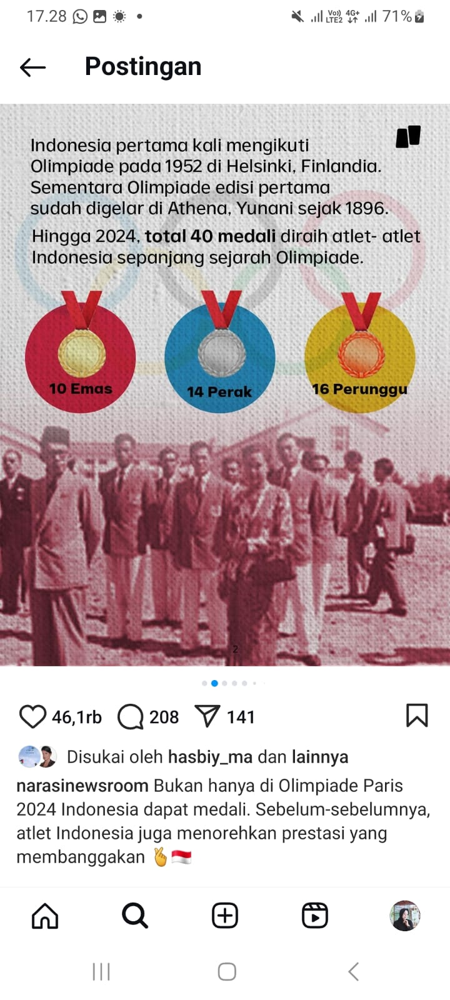 17.28
Vo)) 4G+ 71%
LTE2
Postingan
Indonesia pertama kali mengikuti
Olimpiade pada 1952 di Helsinki, Finlandia.
Sementara Olimpiade edisi pertama
sudah digelar di Athena, Yunani sejak 1896.
Hingga 2024, total 40 medali diraih atlet- atlet
Indonesia sepanjang sejarah Olimpiade.
10 Emas 14 Perak 16 Perunggu
2
46,1rb 208 141
Disukai oleh hasbiy_ma dan lainnya
narasinewsroom Bukan hanya di Olimpiade Paris
2024 Indonesia dapat medali. Sebelum-sebelumnya,
atlet Indonesia juga menorehkan prestasi yang
membanggakan 🫰🇮🇩